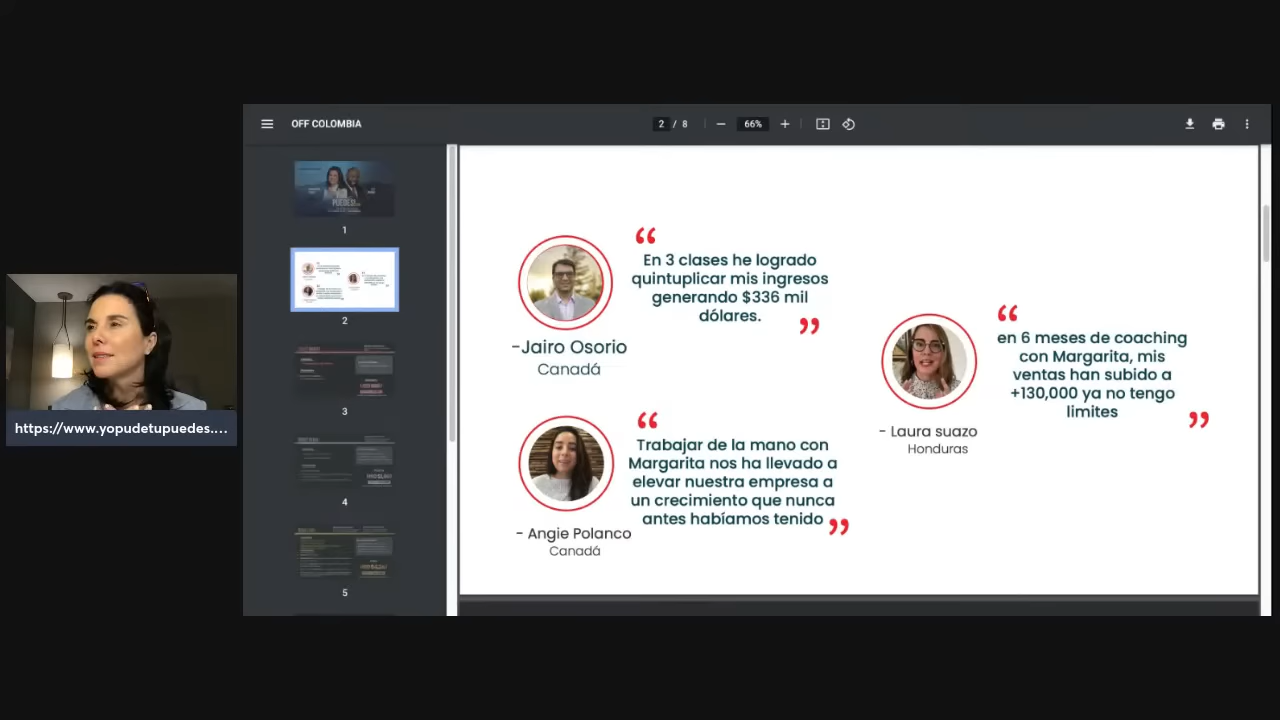 OFF COLOMBIA
2 / 8
66%
1
2
3
4
5
https://www.yopudetupuedes....
“
En 3 clases he logrado
quintuplicar mis ingresos
generando $336 mil
dólares.
”
-Jairo Osorio
Canadá
“
Trabajar de la mano con
Margarita nos ha llevado a
elevar nuestra empresa a
un crecimiento que nunca
antes habíamos tenido ”
- Angie Polanco
Canadá
“
en 6 meses de coaching
con Margarita, mis
ventas han subido a
+130,000 ya no tengo
limites
”
- Laura suazo
Honduras